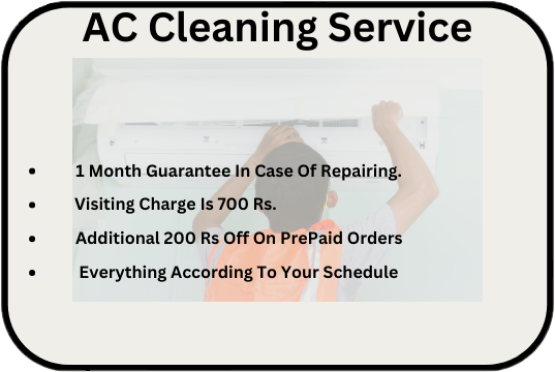 AC Cleaning Service
• 1 Month Guarantee In Case Of Repairing.
• Visiting Charge Is 700 Rs.
• Additional 200 Rs Off On PrePaid Orders
• Everything According To Your Schedule